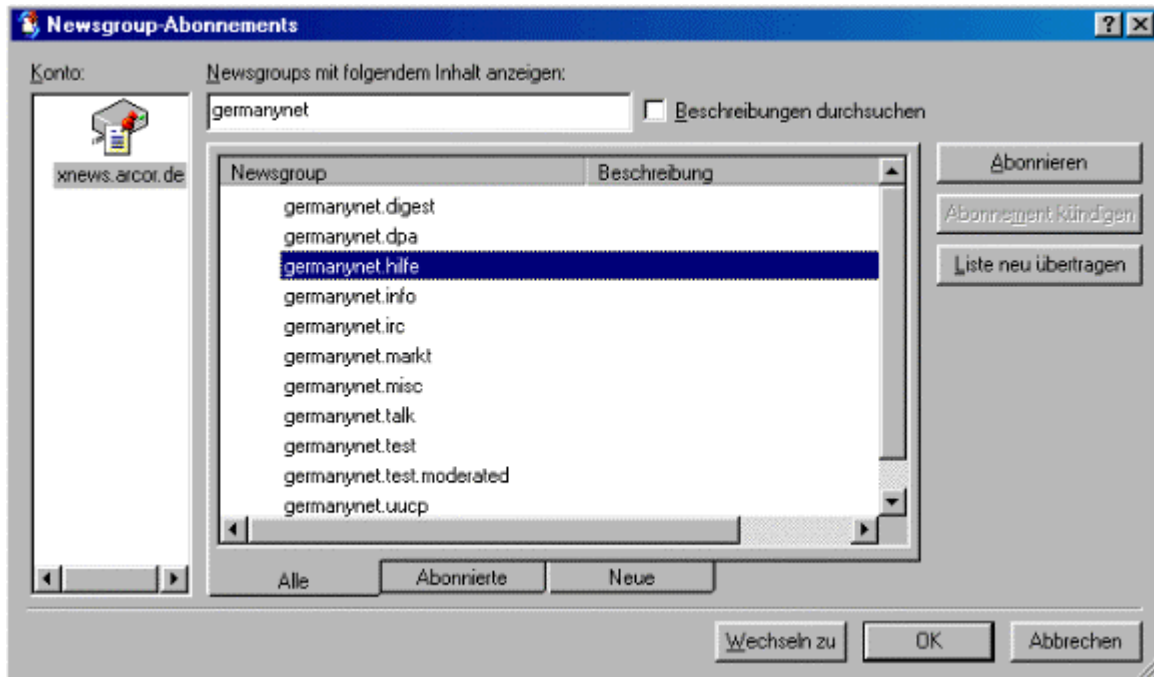 Newsgroup-Abonnements
Konto:
Newsgroups mit folgendem Inhalt anzeigen:
germanynet
Beschreibungen durchsuchen
xnews.arcor.de
Newsgroup Beschreibung
germanynet.digest
germanynet.dpa
germanynet.hilfe
germanynet.info
germanynet.irc
germanynet.markt
germanynet.misc
germanynet.talk
germanynet.test
germanynet.test.moderated
germanynet.uucp
Abonnieren
Abonnement kündigen
Liste neu übertragen
Alle Abonnierte Neue
Wechseln zu OK Abbrechen